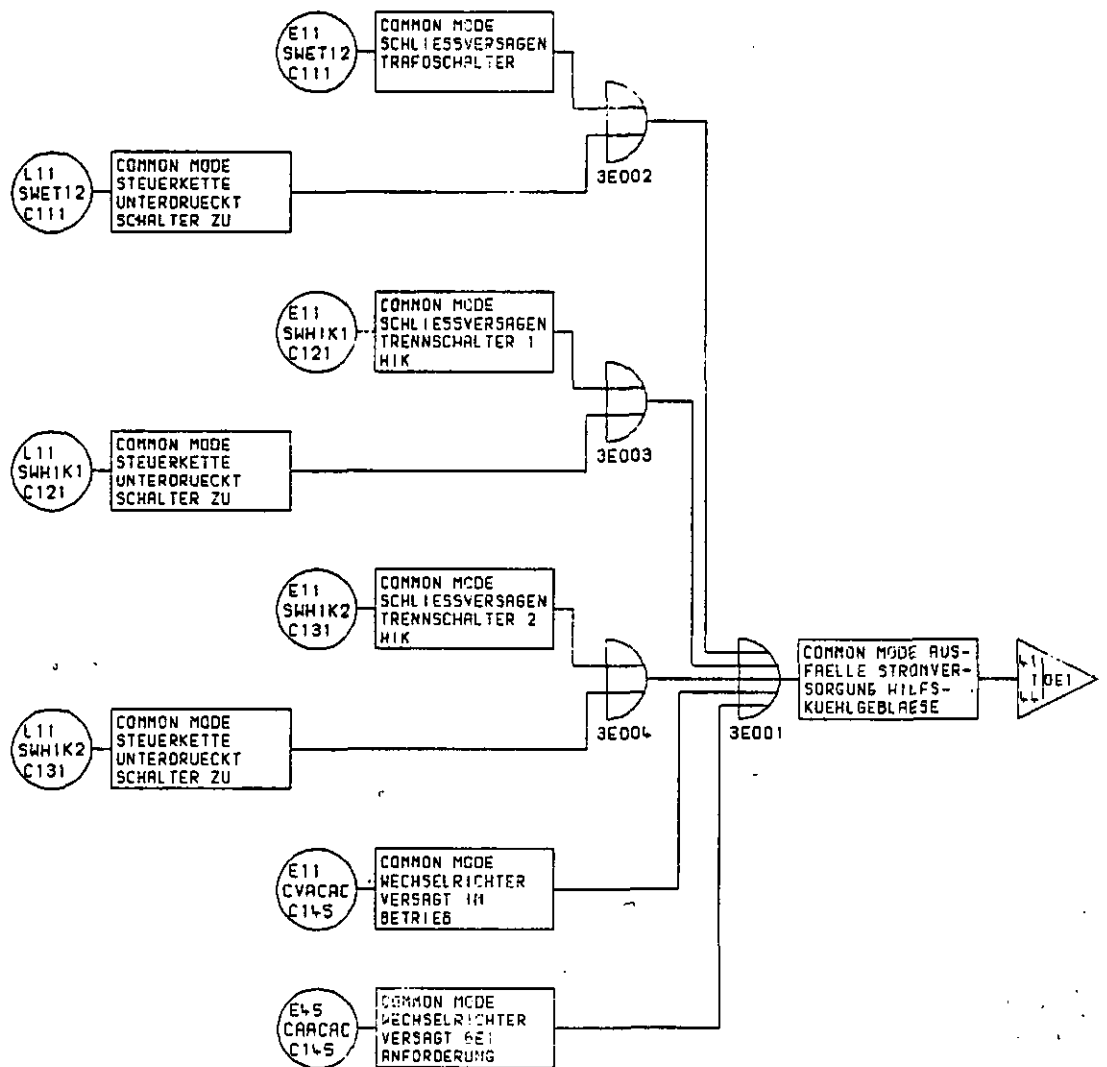 E11
SWET12
C111
COMMON MODE
SCHLIESSVERSAGEN
TRAFOSCHALTER
3E002
L11
SWET12
C111
COMMON MODE
STEUERKETTE
UNTERDRUECKT
SCHALTER ZU
E11
SWHIK1
C121
COMMON MODE
SCHLIESSVERSAGEN
TRENNSCHALTER 1
HIK
3E003
L11
SWHIK1
C121
COMMON MODE
STEUERKETTE
UNTERDRUECKT
SCHALTER ZU
E11
SWHIK2
C131
COMMON MODE
SCHLIESSVERSAGEN
TRENNSCHALTER 2
HIK
3E004
3E001
COMMON MODE AUS-
FAELLE STROMVER-
SORGUNG HILFS-
KUEHLGEBLAESE
41
1 0E1
44
L11
SWHIK2
C131
COMMON MODE
STEUERKETTE
UNTERDRUECKT
SCHALTER ZU
E11
CVACAC
C145
COMMON MODE
WECHSELRICHTER
VERSAGT IM
BETRIEB
E45
CAACAC
C145
COMMON MODE
WECHSELRICHTER
VERSAGT BEI
ANFORDERUNG